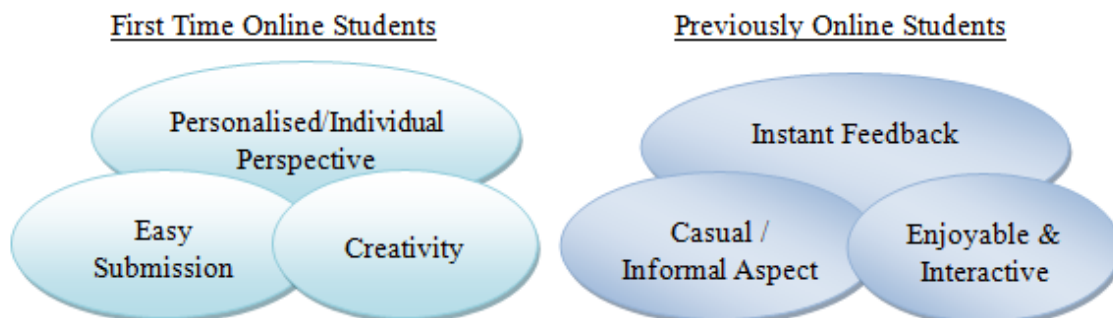 First Time Online Students
Personalised/Individual
Perspective
Easy
Submission
Creativity
Previously Online Students
Instant Feedback
Casual /
Informal Aspect
Enjoyable &
Interactive